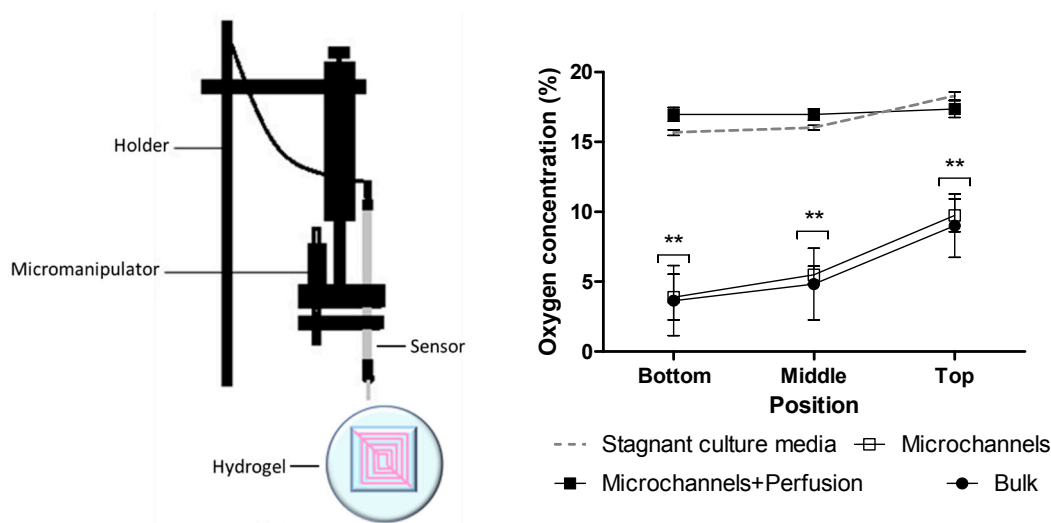 Holder
Micromanipulator
Sensor
Hydrogel
Oxygen concentration (%)
20
15
10
5
0
**
**
**
Bottom
Middle
Top
Position
Stagnant culture media
Microchannels
Microchannels+Perfusion
Bulk